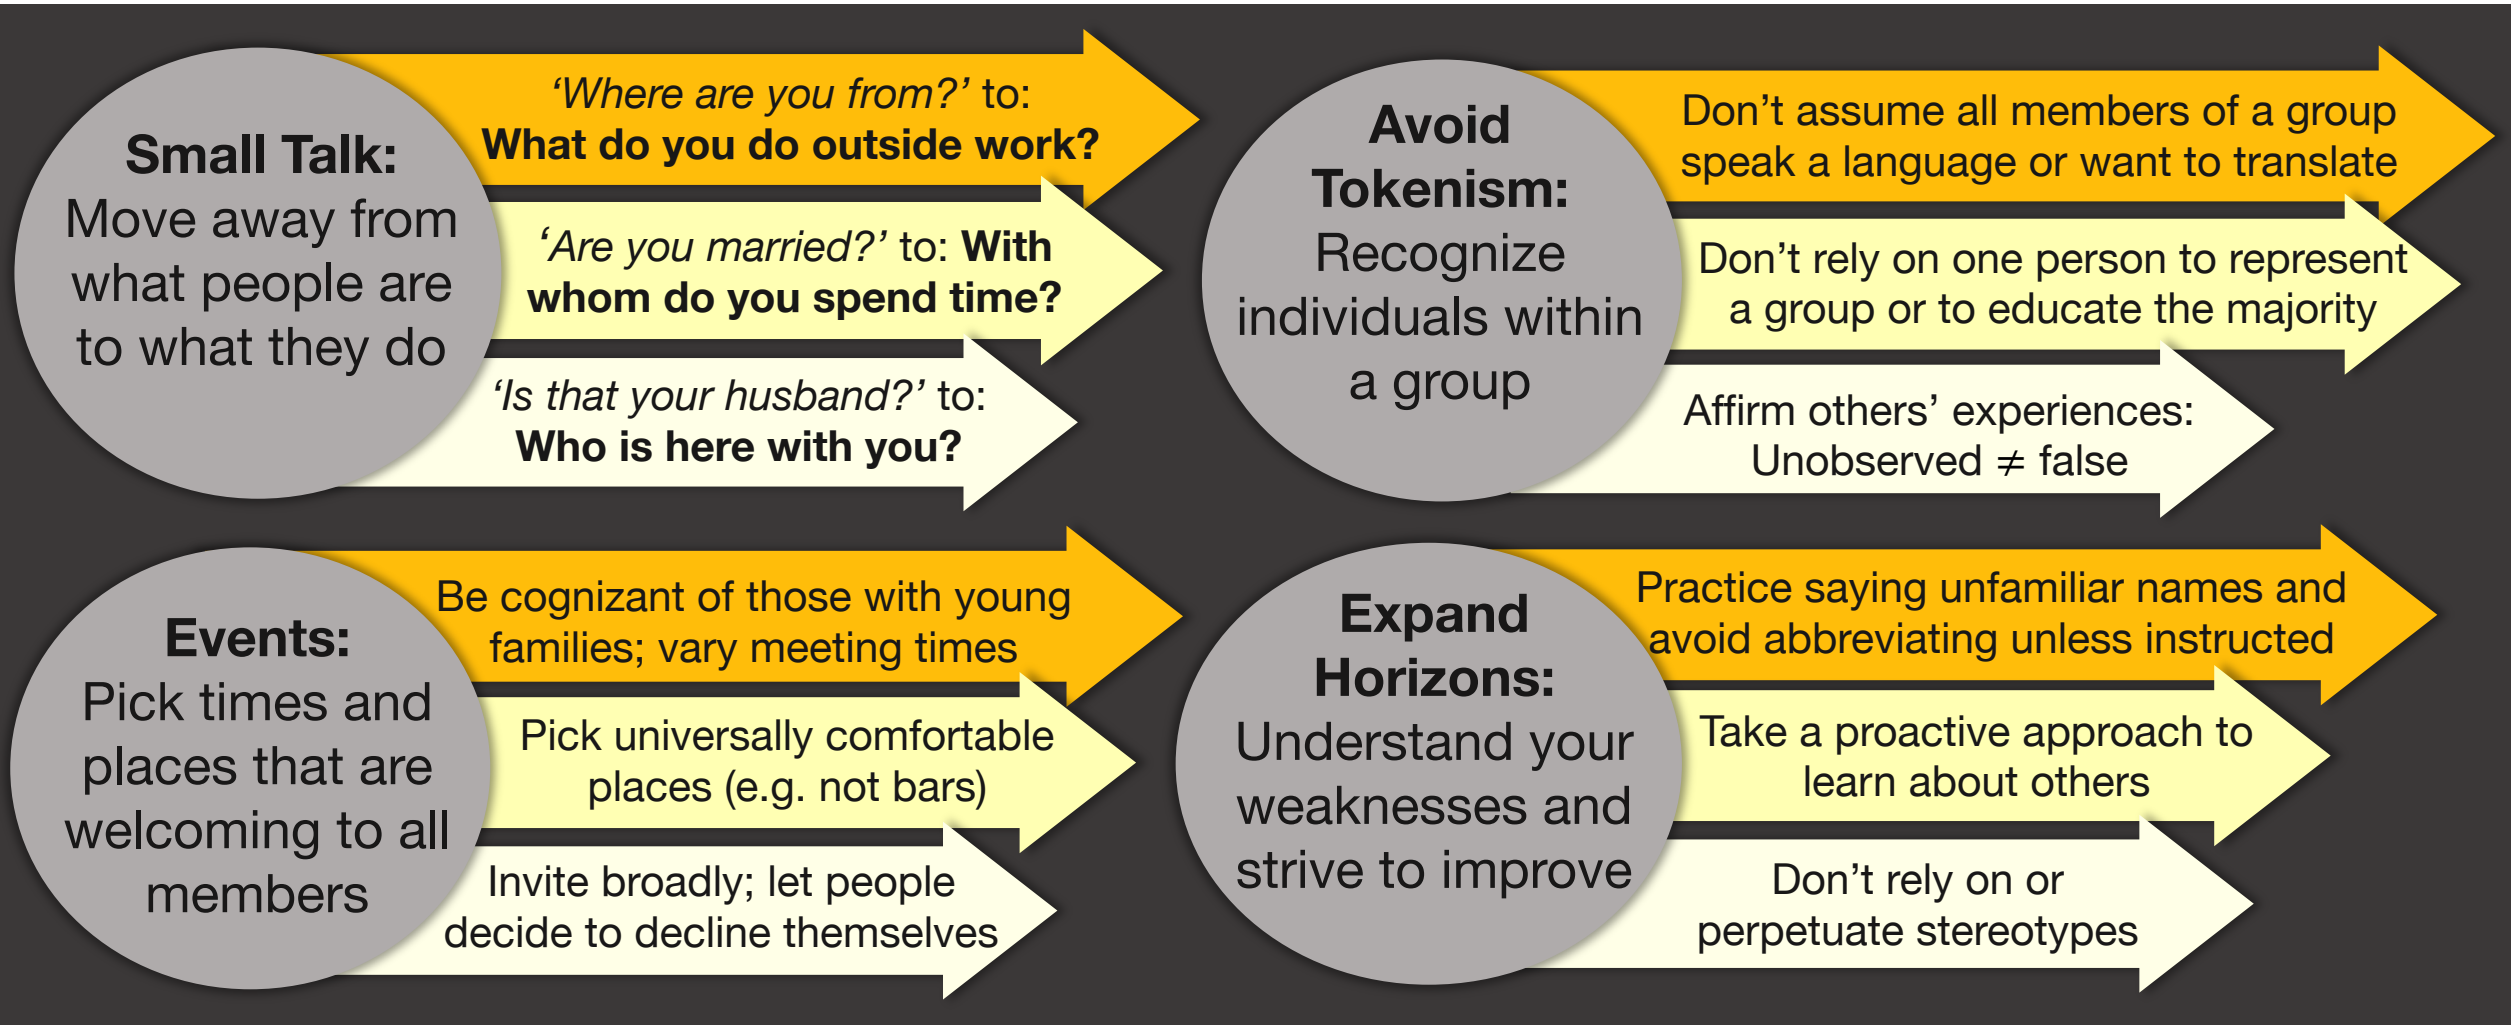 Small Talk:
Move away from
what people are
to what they do
‘Where are you from?’ to:
What do you do outside work?
‘Are you married?’ to: With
whom do you spend time?
‘Is that your husband?’ to:
Who is here with you?
Avoid
Tokenism:
Recognize
individuals within
a group
Don’t assume all members of a group
speak a language or want to translate
Don’t rely on one person to represent
a group or to educate the majority
Affirm others’ experiences:
Unobserved ≠ false
Events:
Pick times and
places that are
welcoming to all
members
Be cognizant of those with young
families; vary meeting times
Pick universally comfortable
places (e.g. not bars)
Invite broadly; let people
decide to decline themselves
Expand
Horizons:
Understand your
weaknesses and
strive to improve
Practice saying unfamiliar names and
avoid abbreviating unless instructed
Take a proactive approach to
learn about others
Don’t rely on or
perpetuate stereotypes